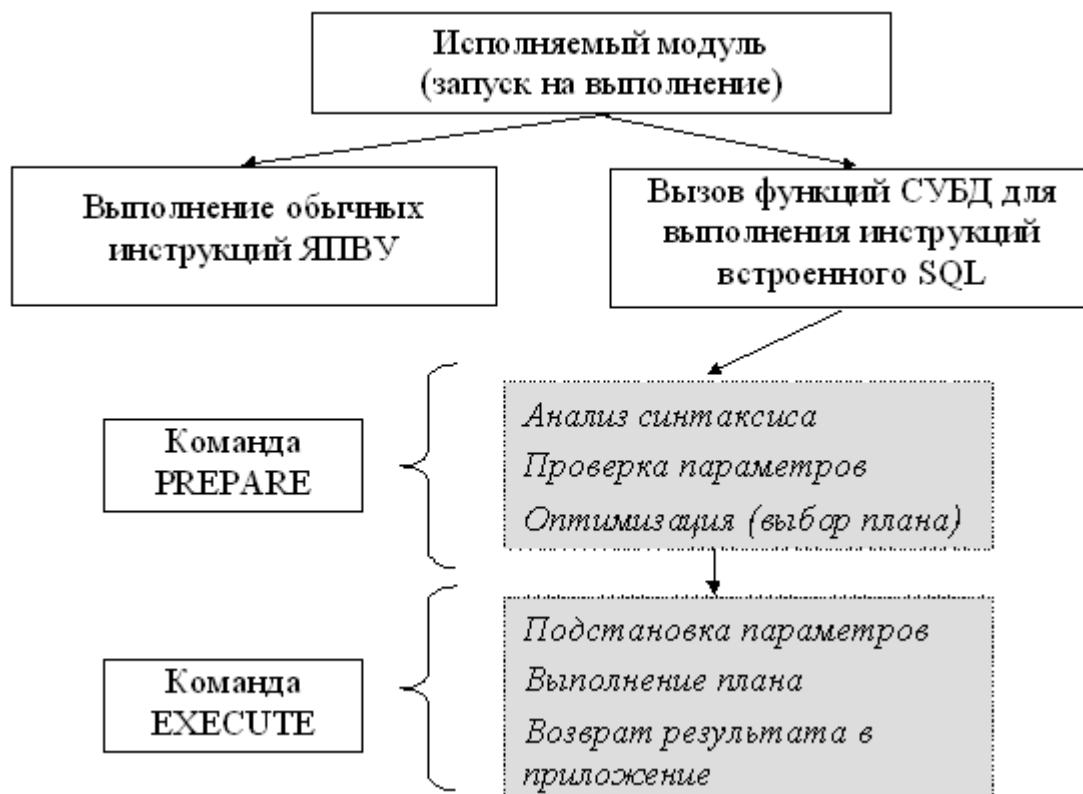 Исполняемый модуль
(запуск на выполнение)
Выполнение обычных
инструкций ЯПВУ
Вызов функций СУБД для
выполнения инструкций
встроенного SQL
Команда
PREPARE
Анализ синтаксиса
Проверка параметров
Оптимизация (выбор плана)
Команда
EXECUTE
Подстановка параметров
Выполнение плана
Возврат результата в
приложение